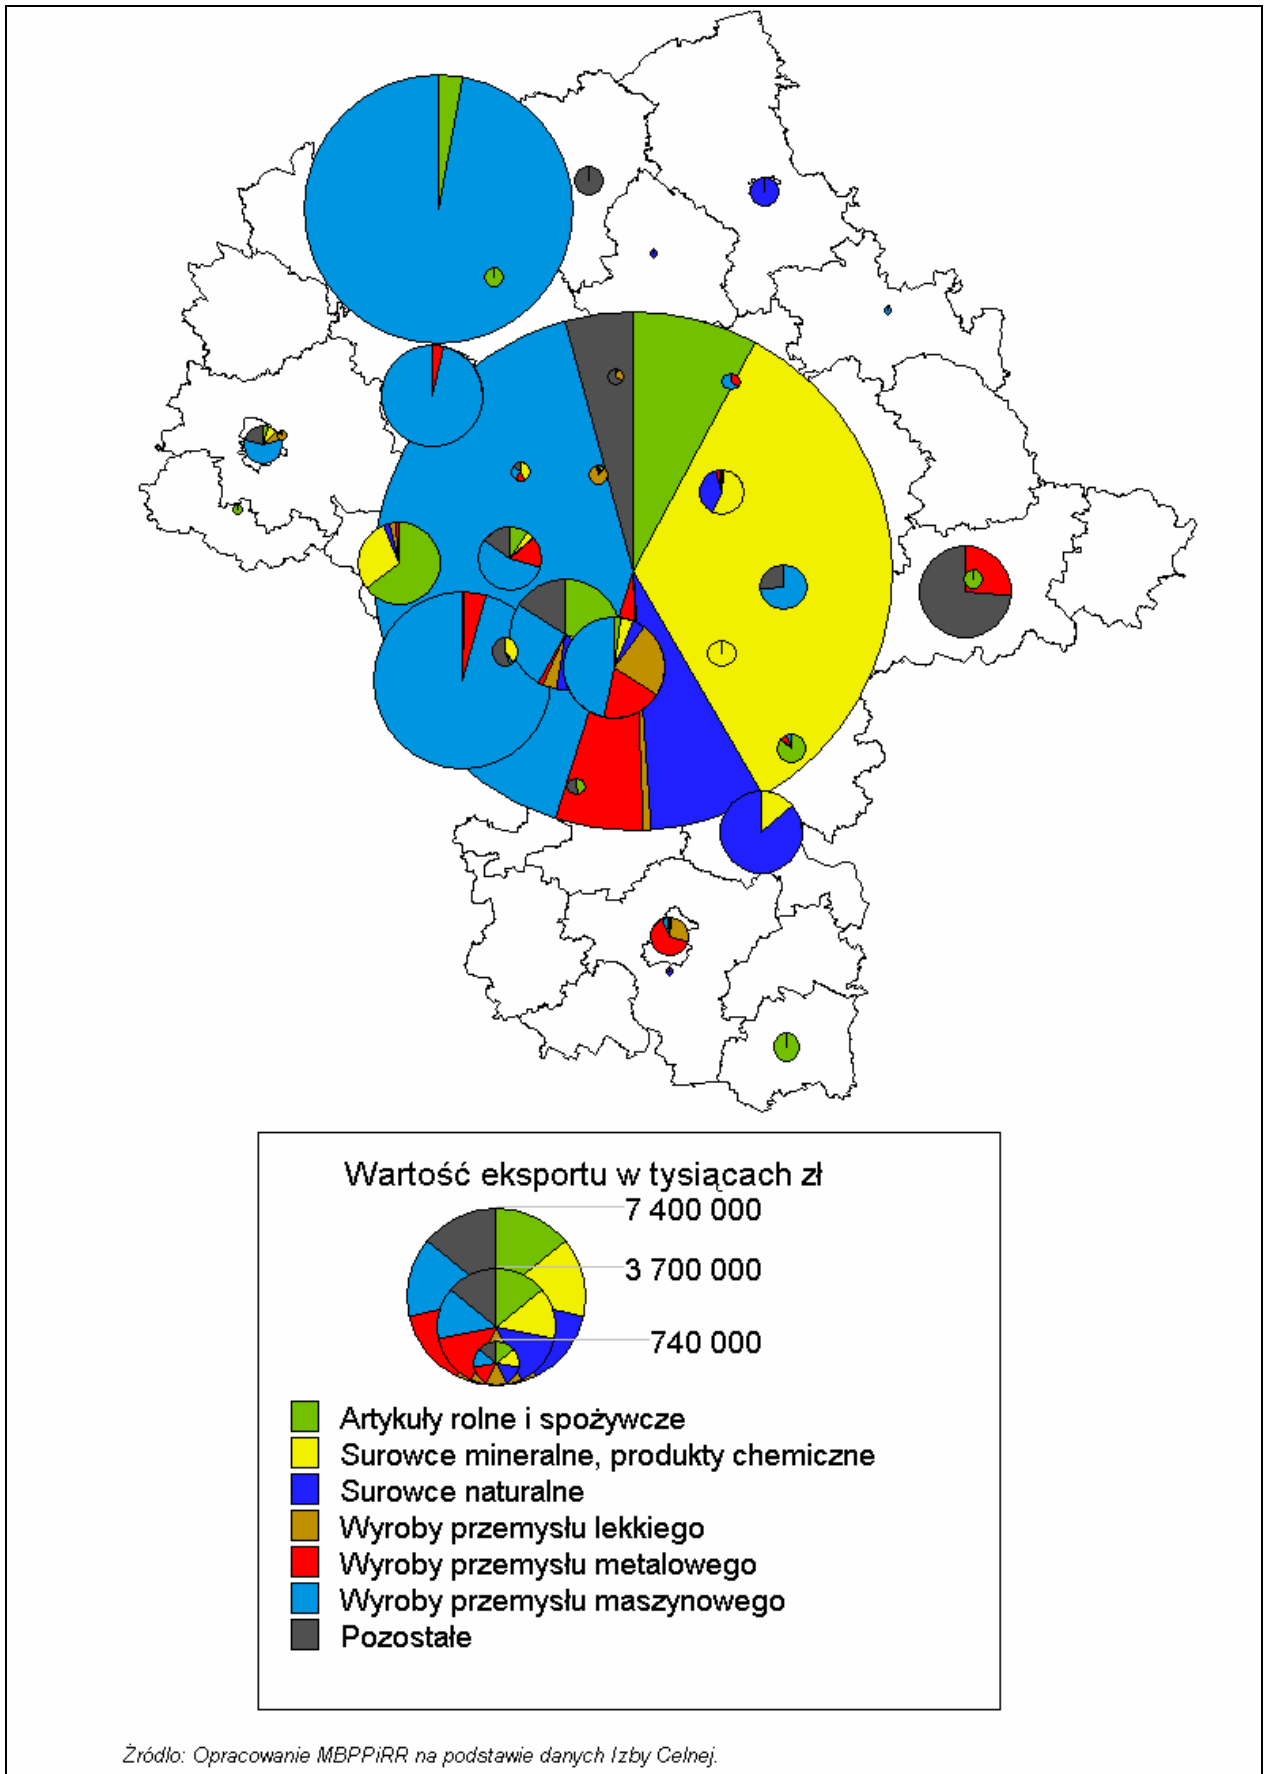 Wartość eksportu w tysiącach zł
7 400 000
3 700 000
740 000
Artykuły rolne i spożywcze
Surowce mineralne, produkty chemiczne
Surowce naturalne
Wyroby przemysłu lekkiego
Wyroby przemysłu metalowego
Wyroby przemysłu maszynowego
Pozostałe
Źródło: Opracowanie MBPPiRR na podstawie danych Izby Celnej.